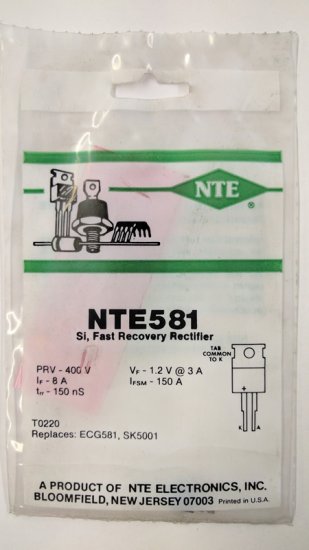 NTE
®
NTE581
Si, Fast Recovery Rectifier
PRV - 400 V
IF - 8 A
trr - 150 nS
VF - 1.2 V @ 3 A
IFSM - 150 A
TAB
COMMON
TO K
+
K A
TO220
Replaces: ECG581, SK5001
A PRODUCT OF NTE ELECTRONICS, INC.
BLOOMFIELD, NEW JERSEY 07003 Printed in U.S.A.